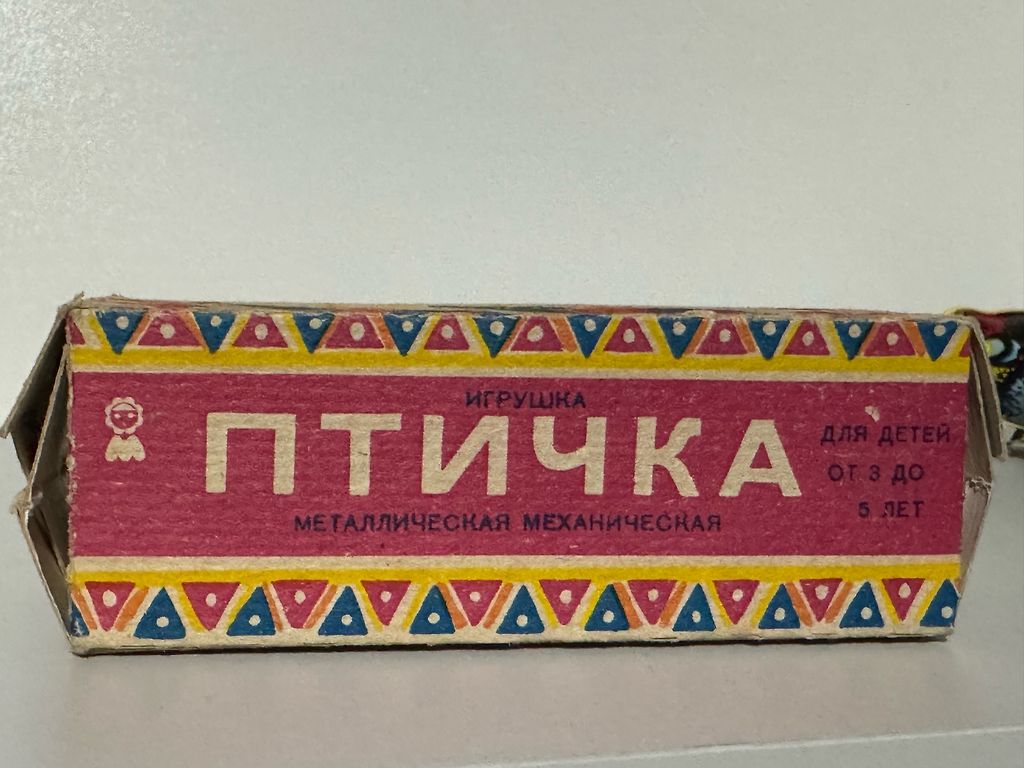 ИГРУШКА
ПТИЧКА
МЕТАЛЛИЧЕСКАЯ МЕХАНИЧЕСКАЯ
ДЛЯ ДЕТЕЙ
ОТ 3 ДО
5 ЛЕТ